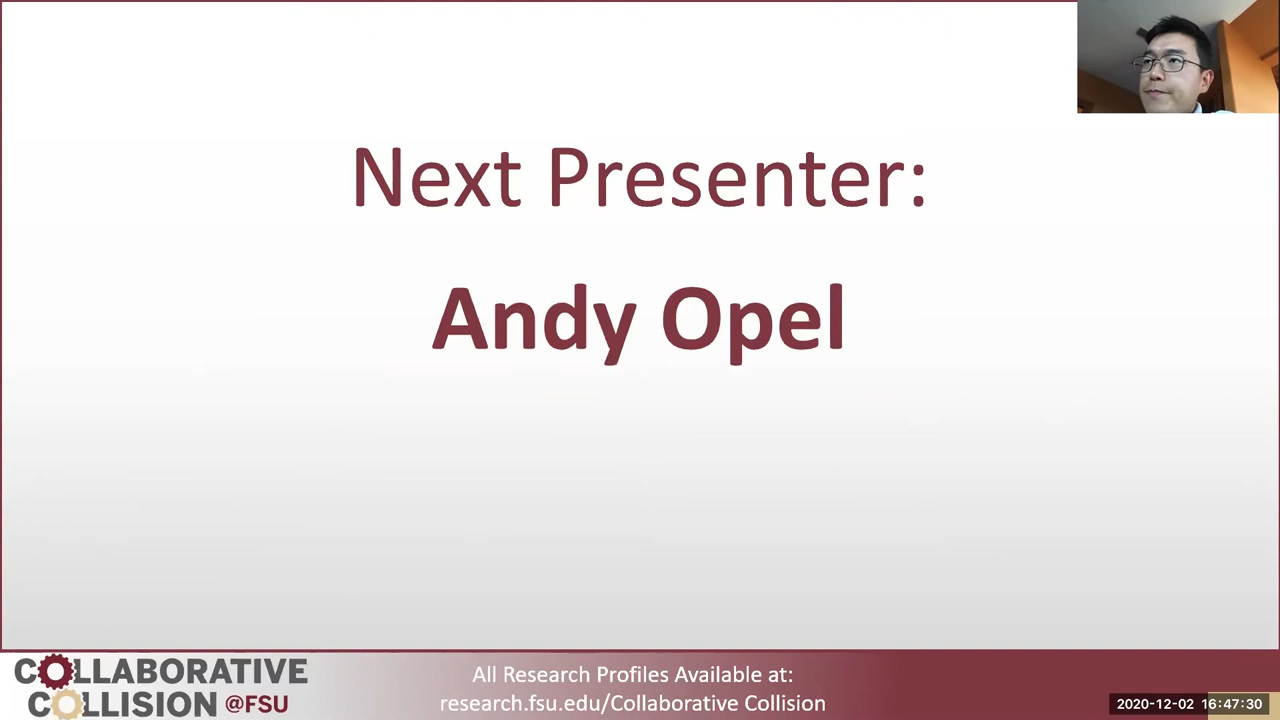 Next Presenter:
Andy Opel
COLLABORATIVE
COLLISION @FSU
All Research Profiles Available at:
research.fsu.edu/Collaborative Collision
2020-12-02 16:47:30